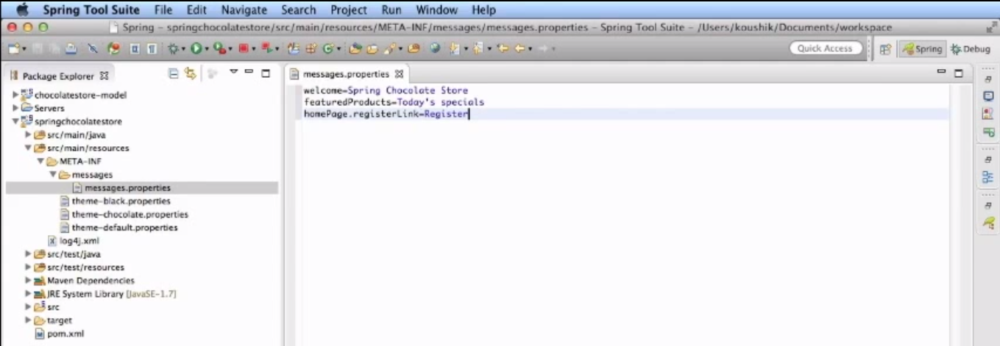 Spring Tool Suite File Edit Navigate Search Project Run Window Help
Spring - springchocolatestore/src/main/resources/META-INF/messages/messages.properties - Spring Tool Suite - /Users/koushik/Documents/workspace
Quick Access Spring Debug
Package Explorer
chocolatestore-model
Servers
springchocolatestore
src/main/java
src/main/resources
META-INF
messages
messages.properties
theme-black.properties
theme-chocolate.properties
theme-default.properties
log4j.xml
src/test/java
src/test/resources
Maven Dependencies
JRE System Library [JavaSE-1.7]
src
target
pom.xml
messages.properties
welcome=Spring Chocolate Store
featuredProducts=Today's specials
homePage.registerLink=Register